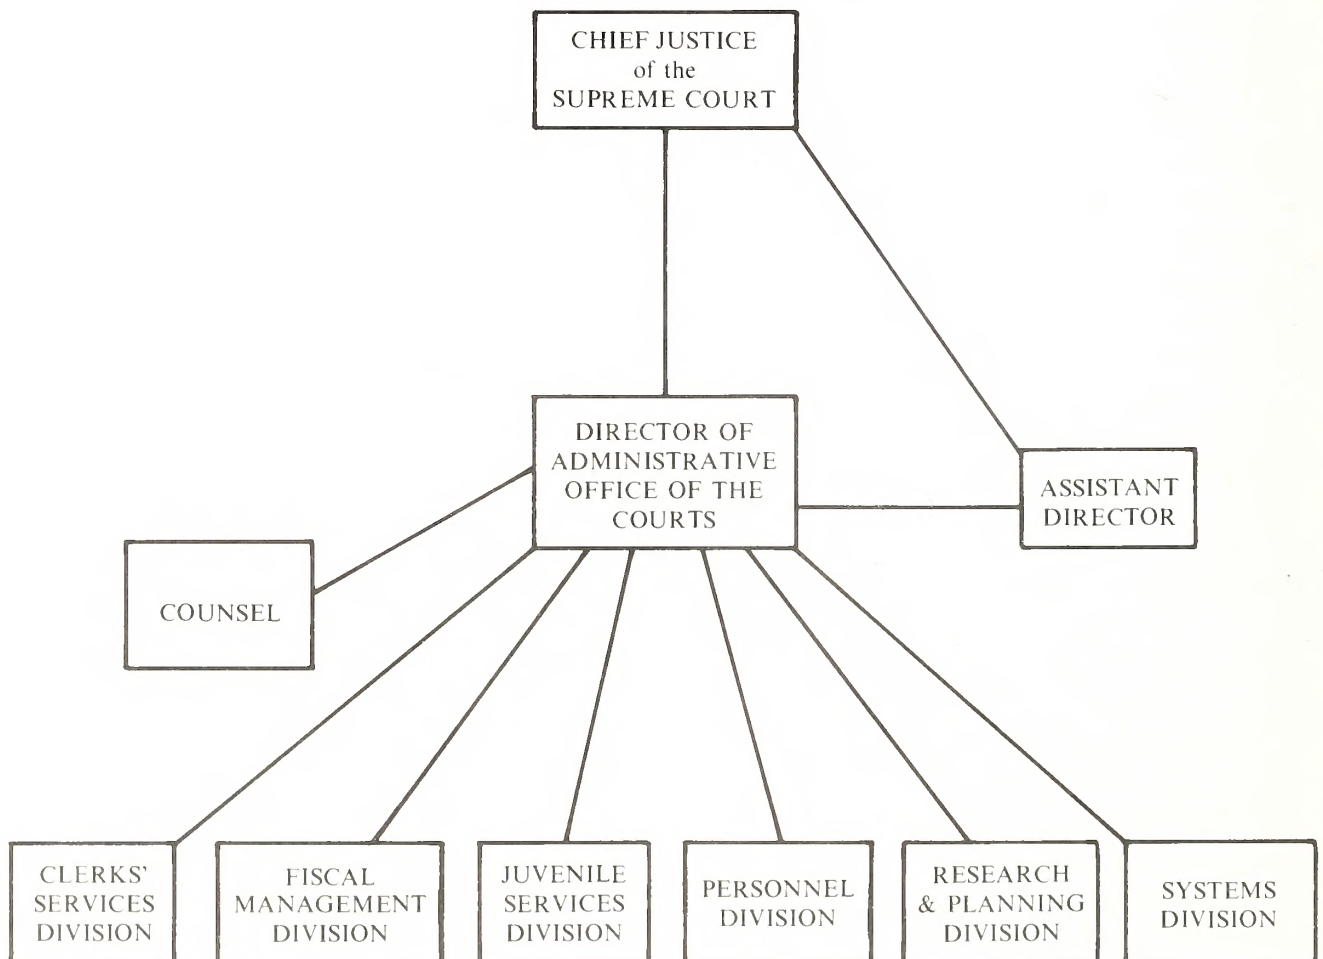 CHIEF JUSTICE
of the
SUPREME COURT
DIRECTOR OF
ADMINISTRATIVE
OFFICE OF THE
COURTS
ASSISTANT
DIRECTOR
COUNSEL
CLERKS'
SERVICES
DIVISION
FISCAL
MANAGEMENT
DIVISION
JUVENILE
SERVICES
DIVISION
PERSONNEL
DIVISION
RESEARCH
& PLANNING
DIVISION
SYSTEMS
DIVISION